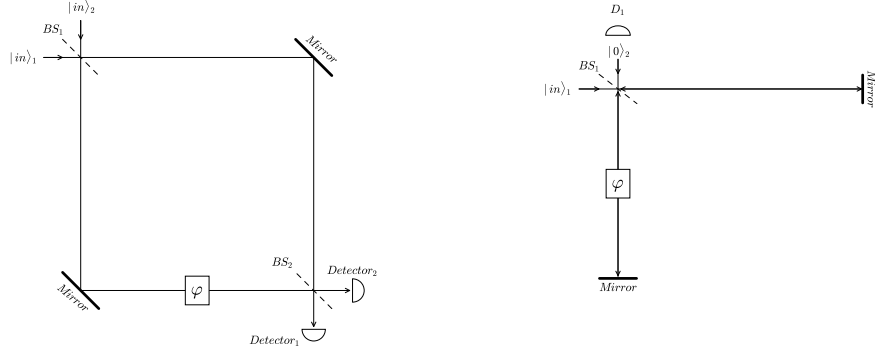 |in⟩₂
BS₁
|in⟩₁
Mirror
Mirror
φ
BS₂
Detector₂
Detector₁
D₁
|0⟩₂
BS₁
|in⟩₁
Mirror
φ
Mirror